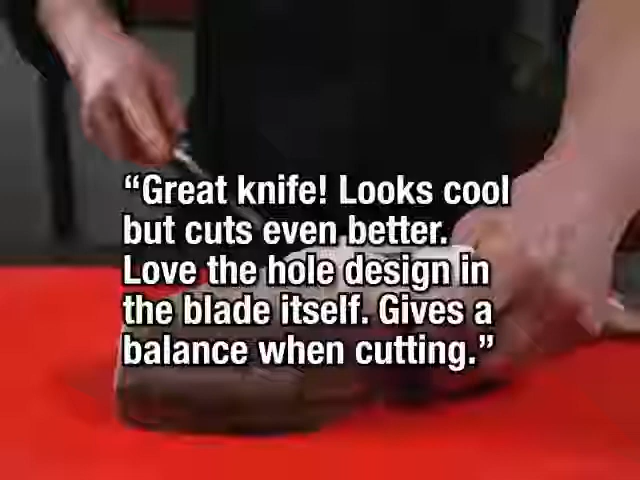 “Great knife! Looks cool
but cuts even better.
Love the hole design in
the blade itself. Gives a
balance when cutting.”